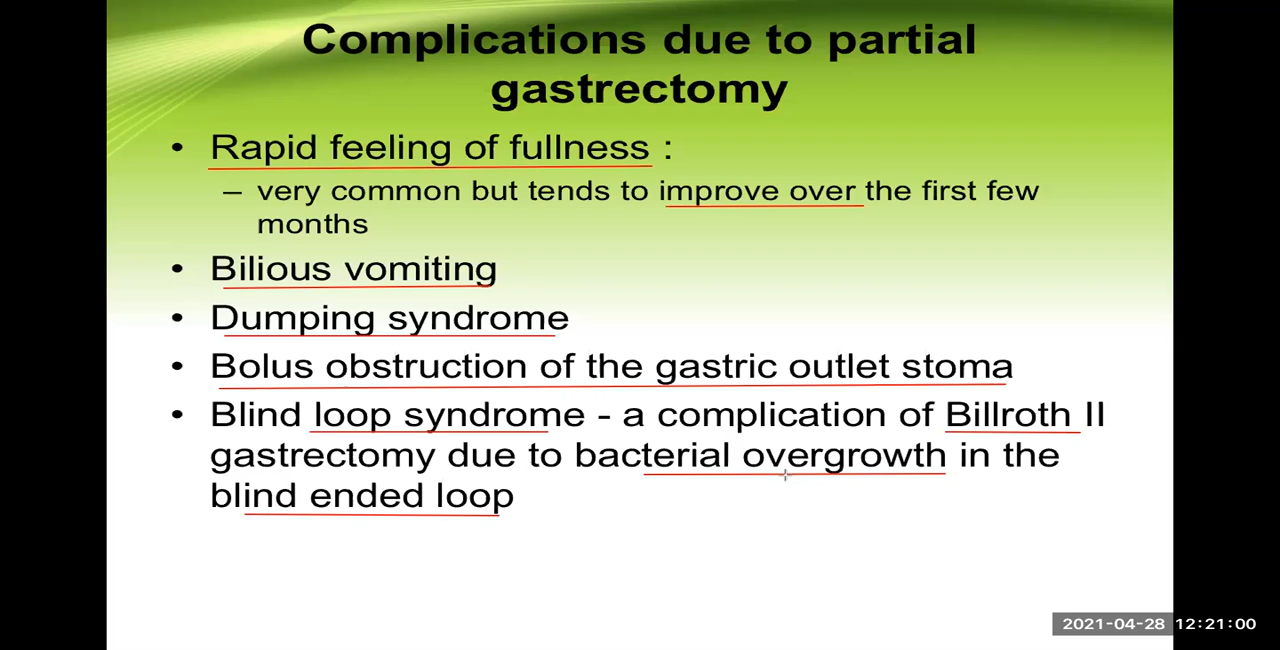 Complications due to partial
gastrectomy
• Rapid feeling of fullness :
– very common but tends to improve over the first few
months
• Bilious vomiting
• Dumping syndrome
• Bolus obstruction of the gastric outlet stoma
• Blind loop syndrome - a complication of Billroth II
gastrectomy due to bacterial overgrowth in the
blind ended loop
2021-04-28 12:21:00